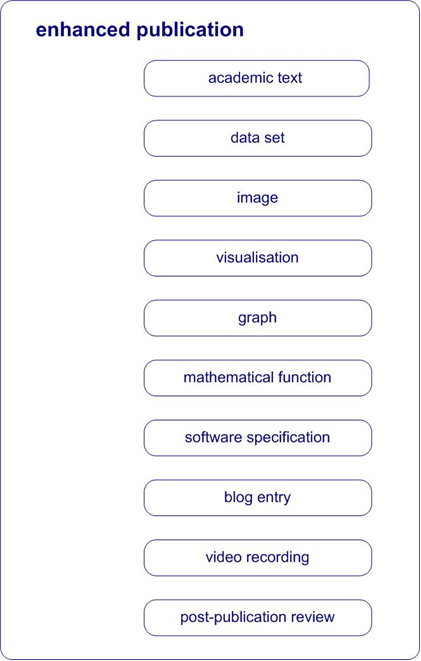 enhanced publication
academic text
data set
image
visualisation
graph
mathematical function
software specification
blog entry
video recording
post-publication review